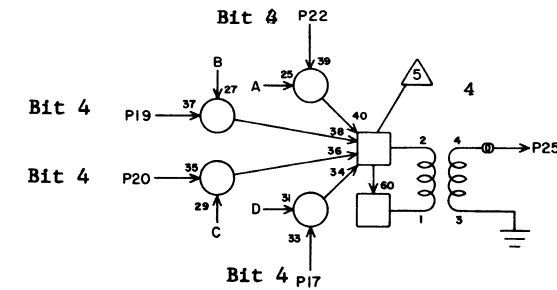 Bit 4 P22
B 5 4
27 A 25 39
Bit 4 P19 37 40
38 2 4 P25
Bit 4 P20 35 36
34
29 D 31 60
C 33 1 3
Bit 4 P17